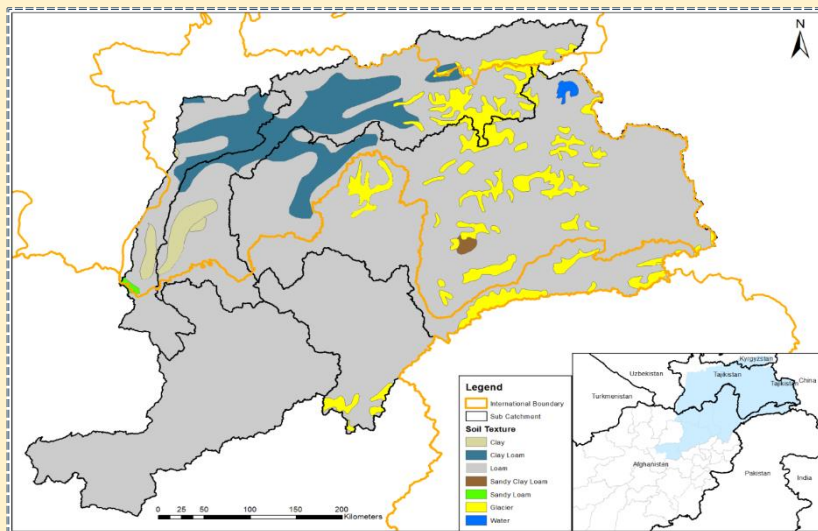 N
Legend
International Boundary
Sub Catchment
Soil Texture
Clay
Clay Loam
Loam
Sandy Clay Loam
Sandy Loam
Glacier
Water
0 25 50 100 150 200
Kilometers
Kyrgyzstan
Uzbekistan
Tajikistan
Tajikistan
China
Turkmenistan
Afghanistan
Pakistan
India